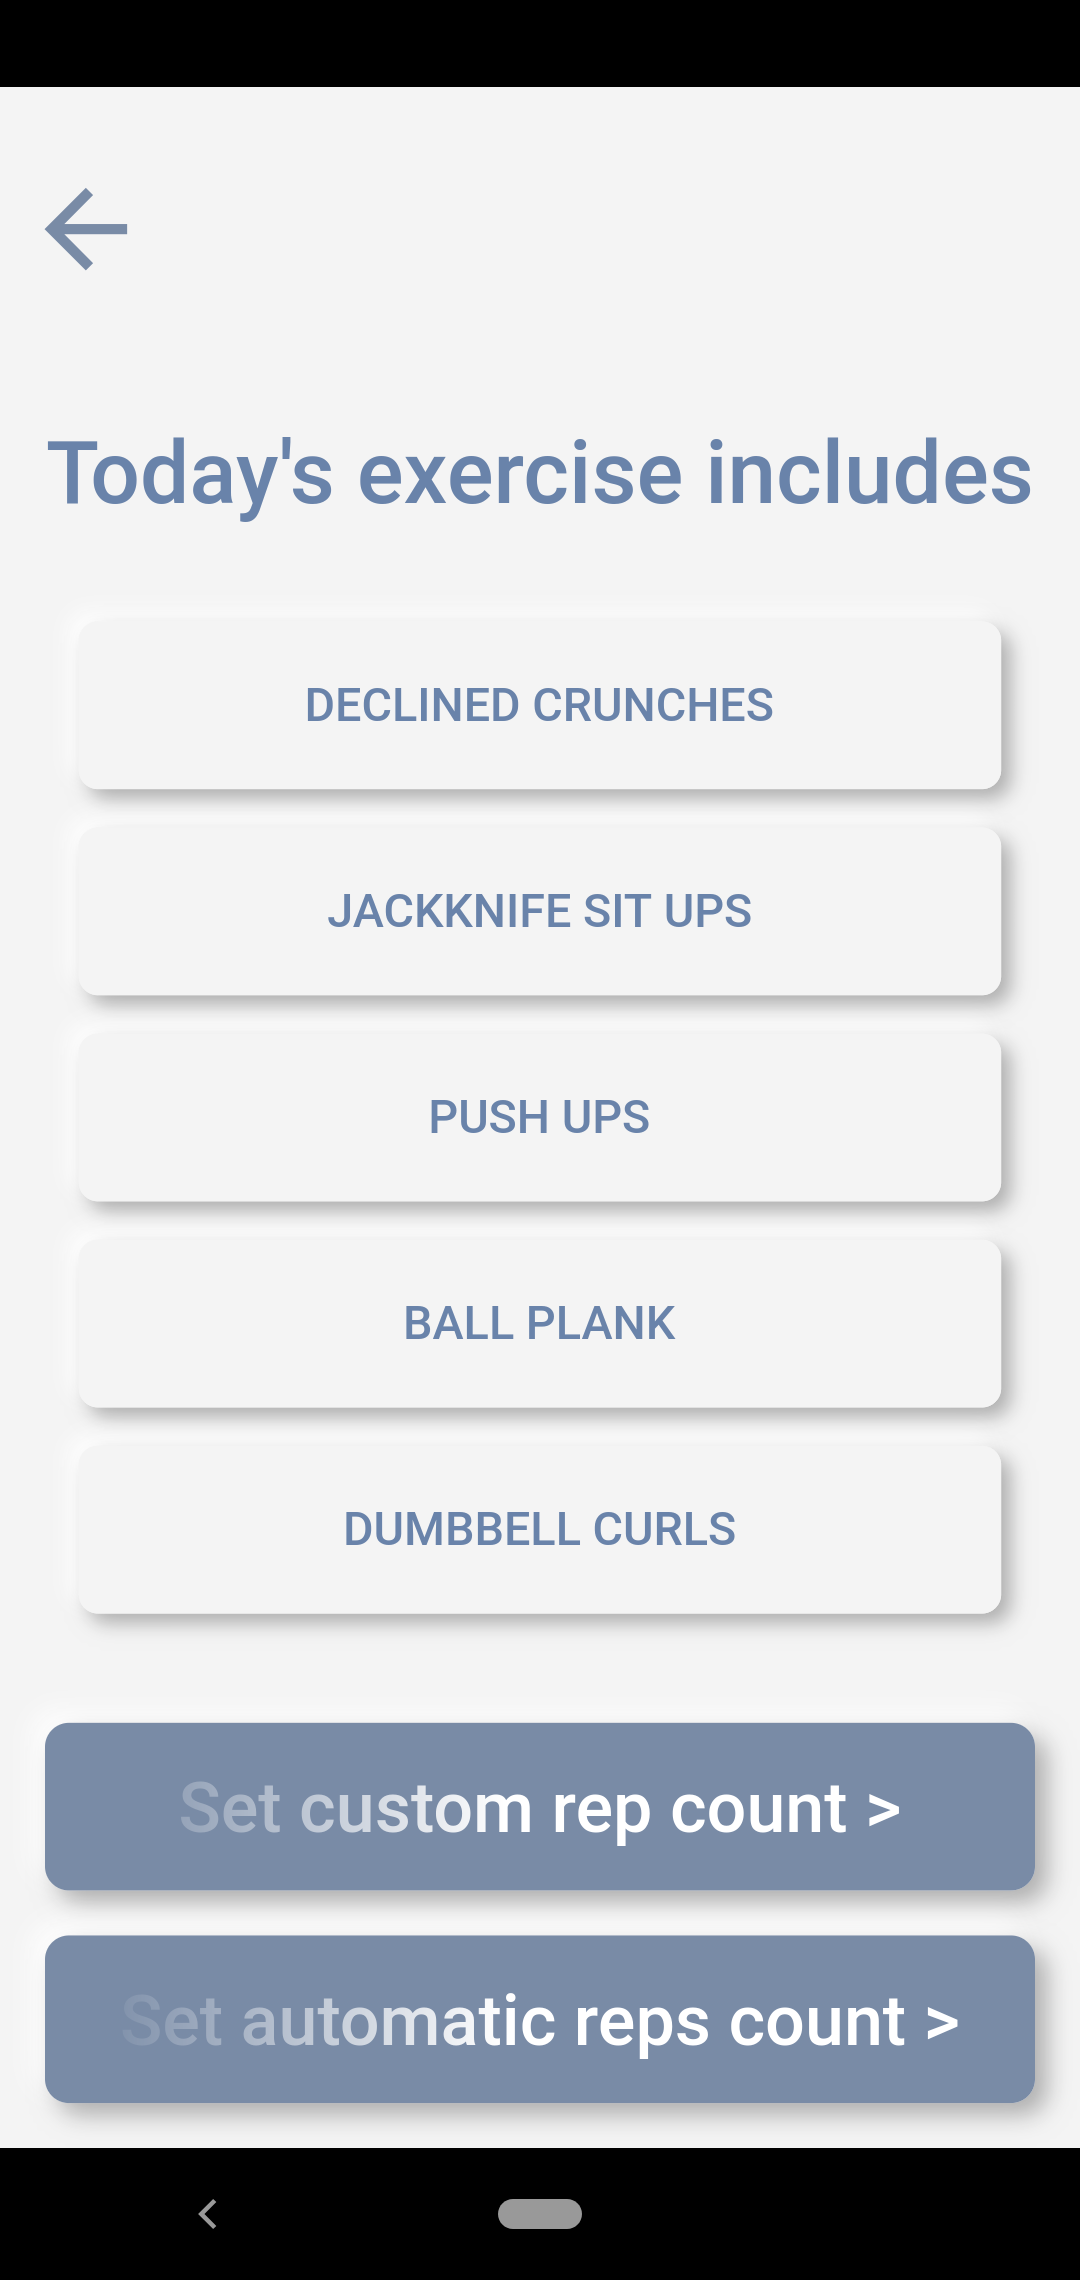 Today's exercise includes
DECLINED CRUNCHES
JACKKNIFE SIT UPS
PUSH UPS
BALL PLANK
DUMBBELL CURLS
Set custom rep count >
Set automatic reps count >